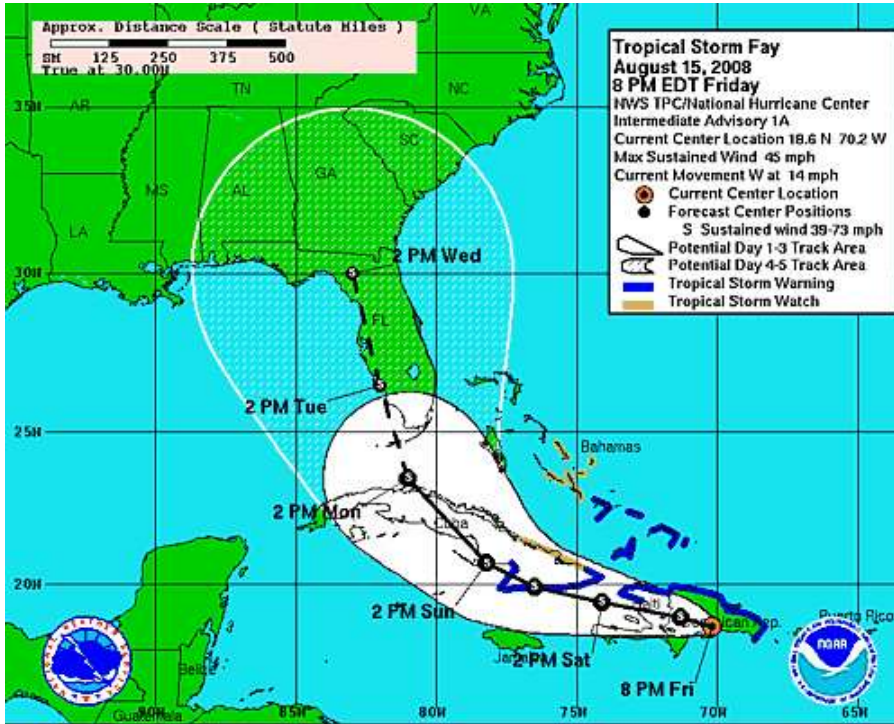 Approx. Distance Scale ( Statute Miles )
SM 125 250 375 500
True at 30.00N
Tropical Storm Fay
August 15, 2008
8 PM EDT Friday
NWS TPC/National Hurricane Center
Intermediate Advisory 1A
Current Center Location 18.6 N 70.2 W
Max Sustained Wind 45 mph
Current Movement W at 14 mph
Current Center Location
Forecast Center Positions
S Sustained wind 39-73 mph
Potential Day 1-3 Track Area
Potential Day 4-5 Track Area
Tropical Storm Warning
Tropical Storm Watch
VA
TN
NC
AR
35N
SC
MS
AL
GA
LA
2 PM Wed
30N
FL
2 PM Tue
25N
Bahamas
2 PM Mon
Cuba
20N
2 PM Sun
Haiti
Rep.
Puerto Rico
2 PM Sat
8 PM Fri
Belize
Guatemala
NOAA
90W 85W 80W 75W 70W 65W